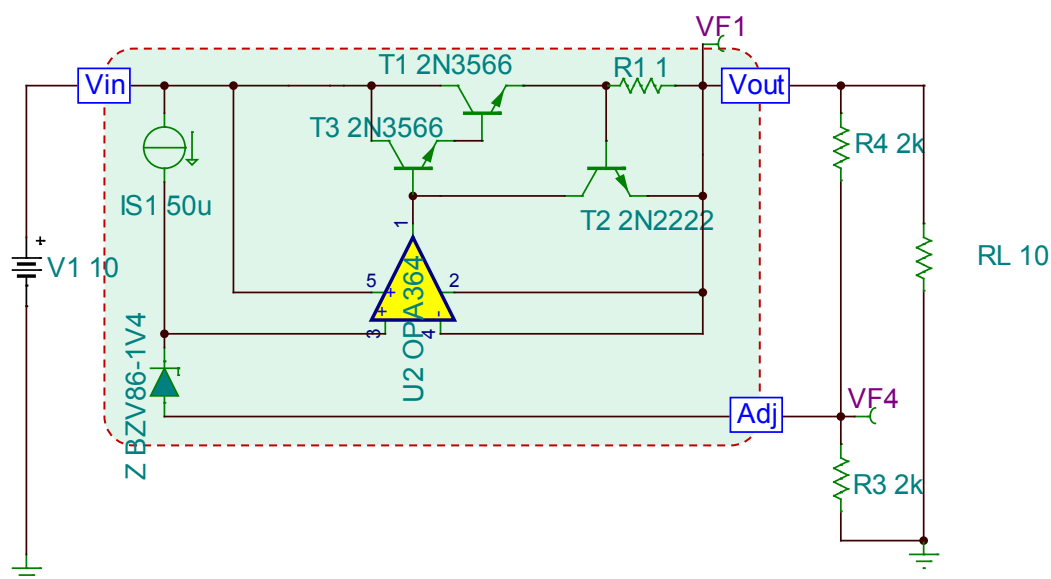 VF1
T1 2N3566
R1 1
Vin
Vout
T3 2N3566
R4 2k
IS1 50u
T2 2N2222
1
+
V1 10
RL 10
5
+
2
+
-
3
4
U2 OPA364
Z BZV86-1V4
Adj
VF4
R3 2k